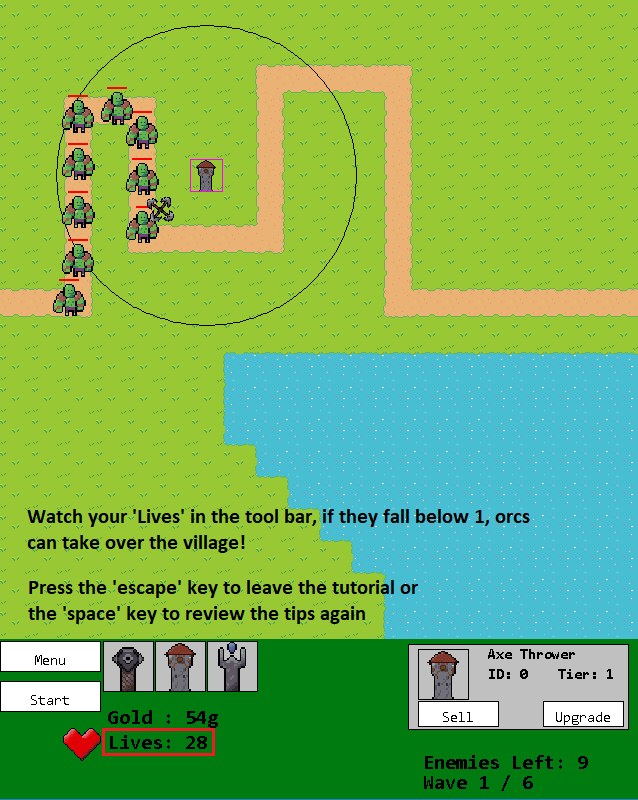 Watch your 'Lives' in the tool bar, if they fall below 1, orcs
can take over the village!
Press the 'escape' key to leave the tutorial or
the 'space' key to review the tips again
Menu
Start
Gold : 54g
Lives: 28
Axe Thrower
ID: 0 Tier: 1
Sell
Upgrade
Enemies Left: 9
Wave 1 / 6